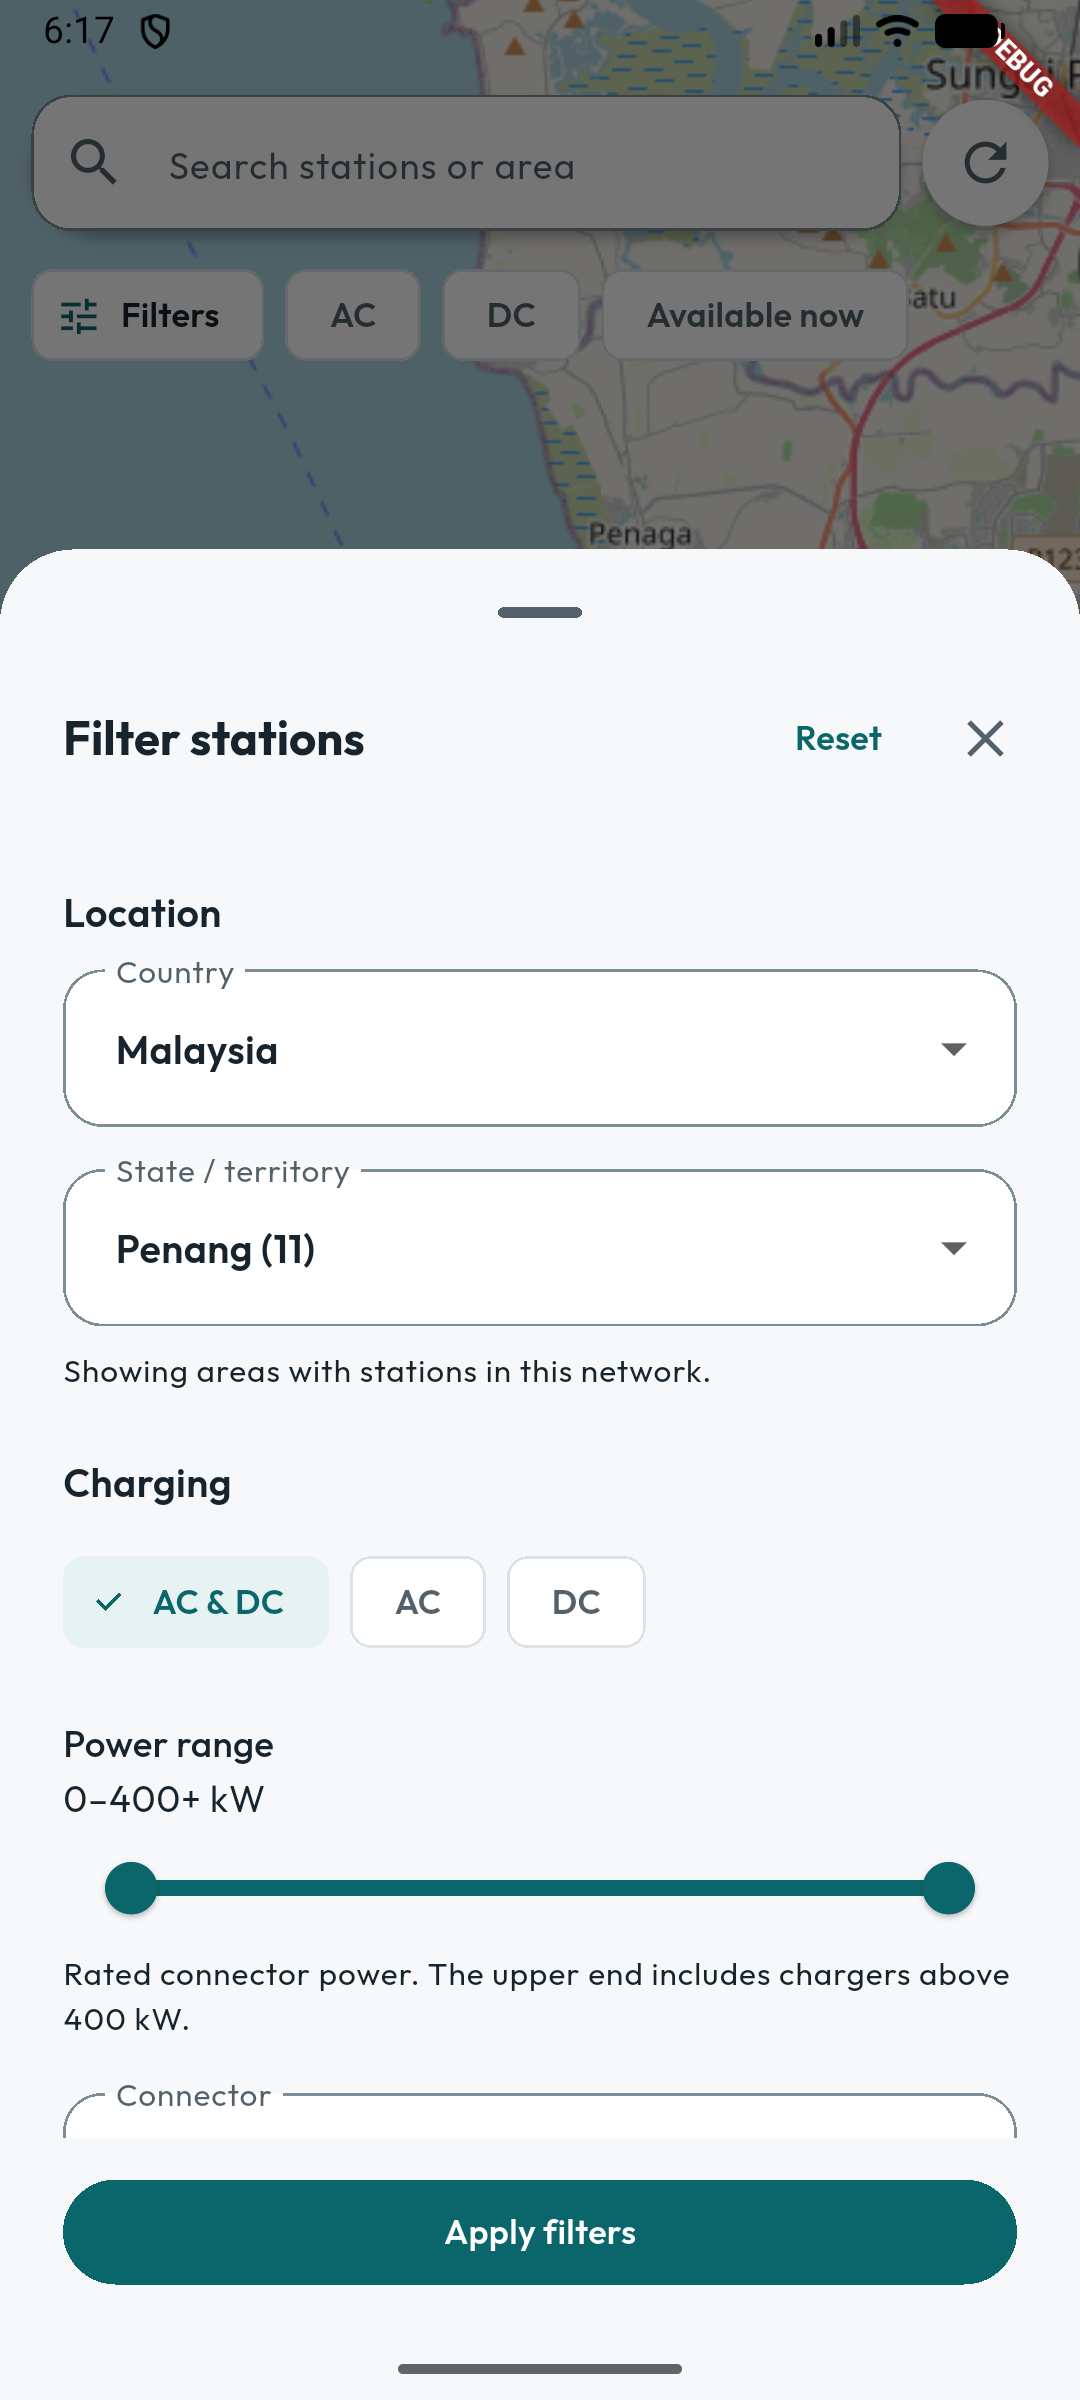 6:17
Sungai
EBUG
Search stations or area
Filters
AC
DC
Available now
atu
Penaga
Filter stations
Reset
Location
Country
Malaysia
State / territory
Penang (11)
Showing areas with stations in this network.
Charging
AC & DC
AC
DC
Power range
0–400+ kW
Rated connector power. The upper end includes chargers above
400 kW.
Connector
Apply filters